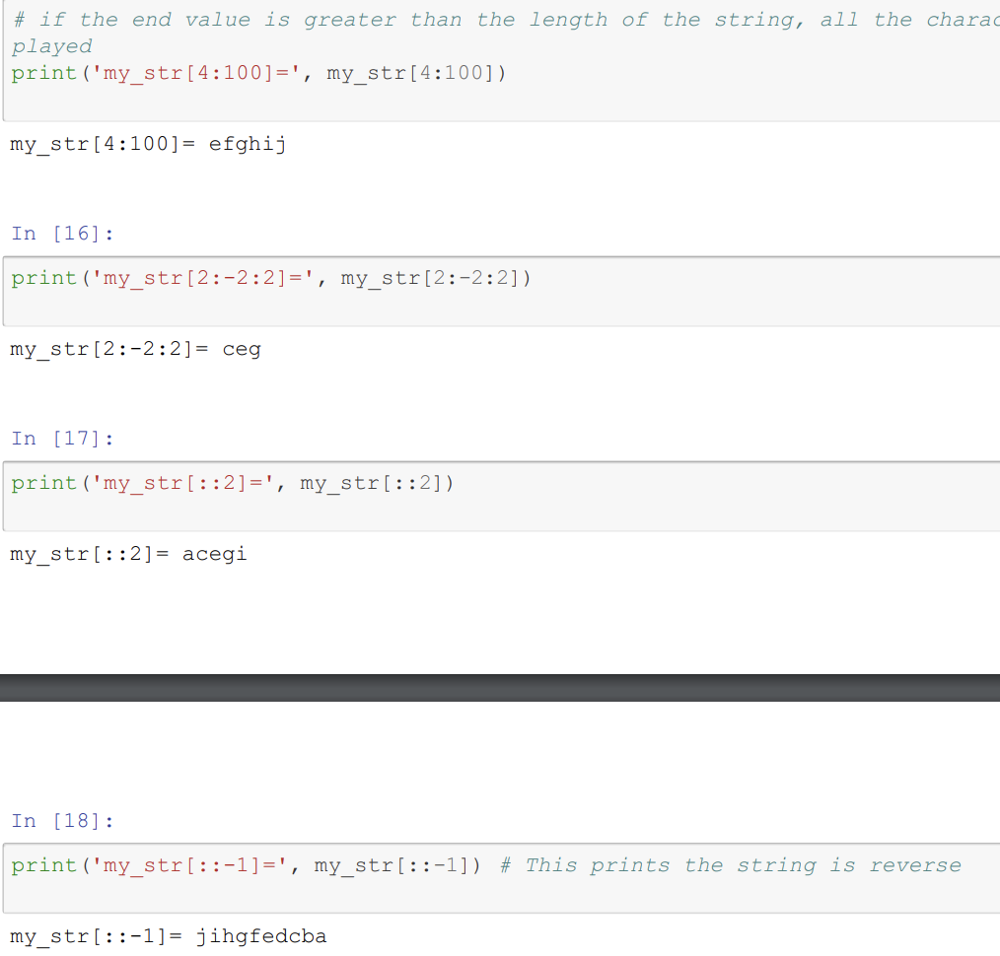 # if the end value is greater than the length of the string, all the
played
print('my_str[4:100]=', my_str[4:100])
my_str[4:100]= efghij
In [16]:
print('my_str[2:-2:2]=', my_str[2:-2:2])
my_str[2:-2:2]= ceg
In [17]:
print('my_str[::2]=', my_str[::2])
my_str[::2]= acegi
In [18]:
print('my_str[::-1]=', my_str[::-1]) # This prints the string is reverse
my_str[::-1]= jihgfedcba